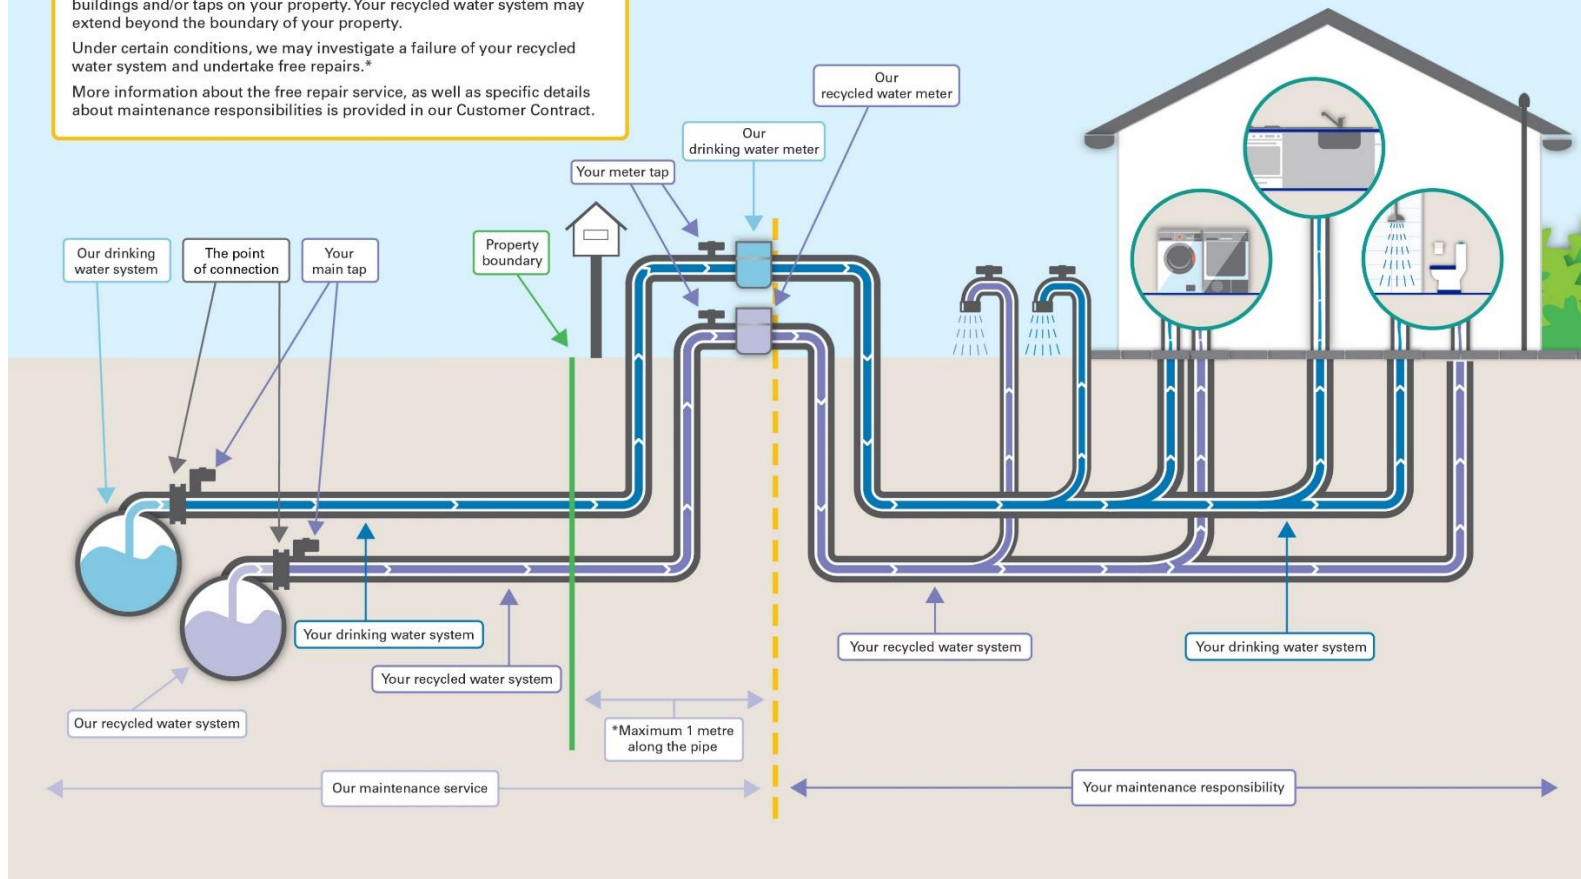 buildings and/or taps on your property. Your recycled water system may
extend beyond the boundary of your property.
Under certain conditions, we may investigate a failure of your recycled
water system and undertake free repairs.*
More information about the free repair service, as well as specific details
about maintenance responsibilities is provided in our Customer Contract.
Our
recycled water meter
Our
drinking water meter
Your meter tap
Our drinking
water system
The point
of connection
Your
main tap
Property
boundary
Your drinking water system
Your recycled water system
Our recycled water system
*Maximum 1 metre
along the pipe
Your recycled water system
Your drinking water system
Our maintenance service
Your maintenance responsibility